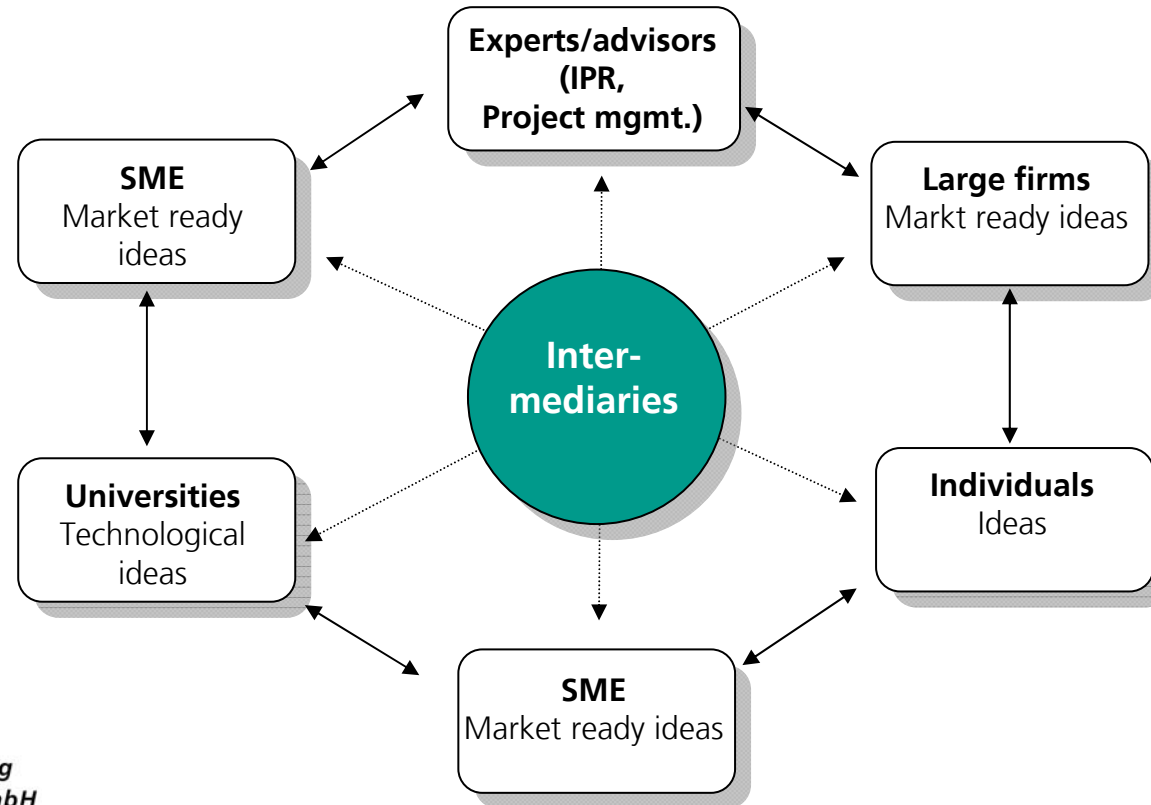 Experts/advisors
(IPR,
Project mgmt.)
SME
Market ready
ideas
Large firms
Markt ready ideas
Inter-
mediaries
Universities
Technological
ideas
Individuals
Ideas
SME
Market ready ideas